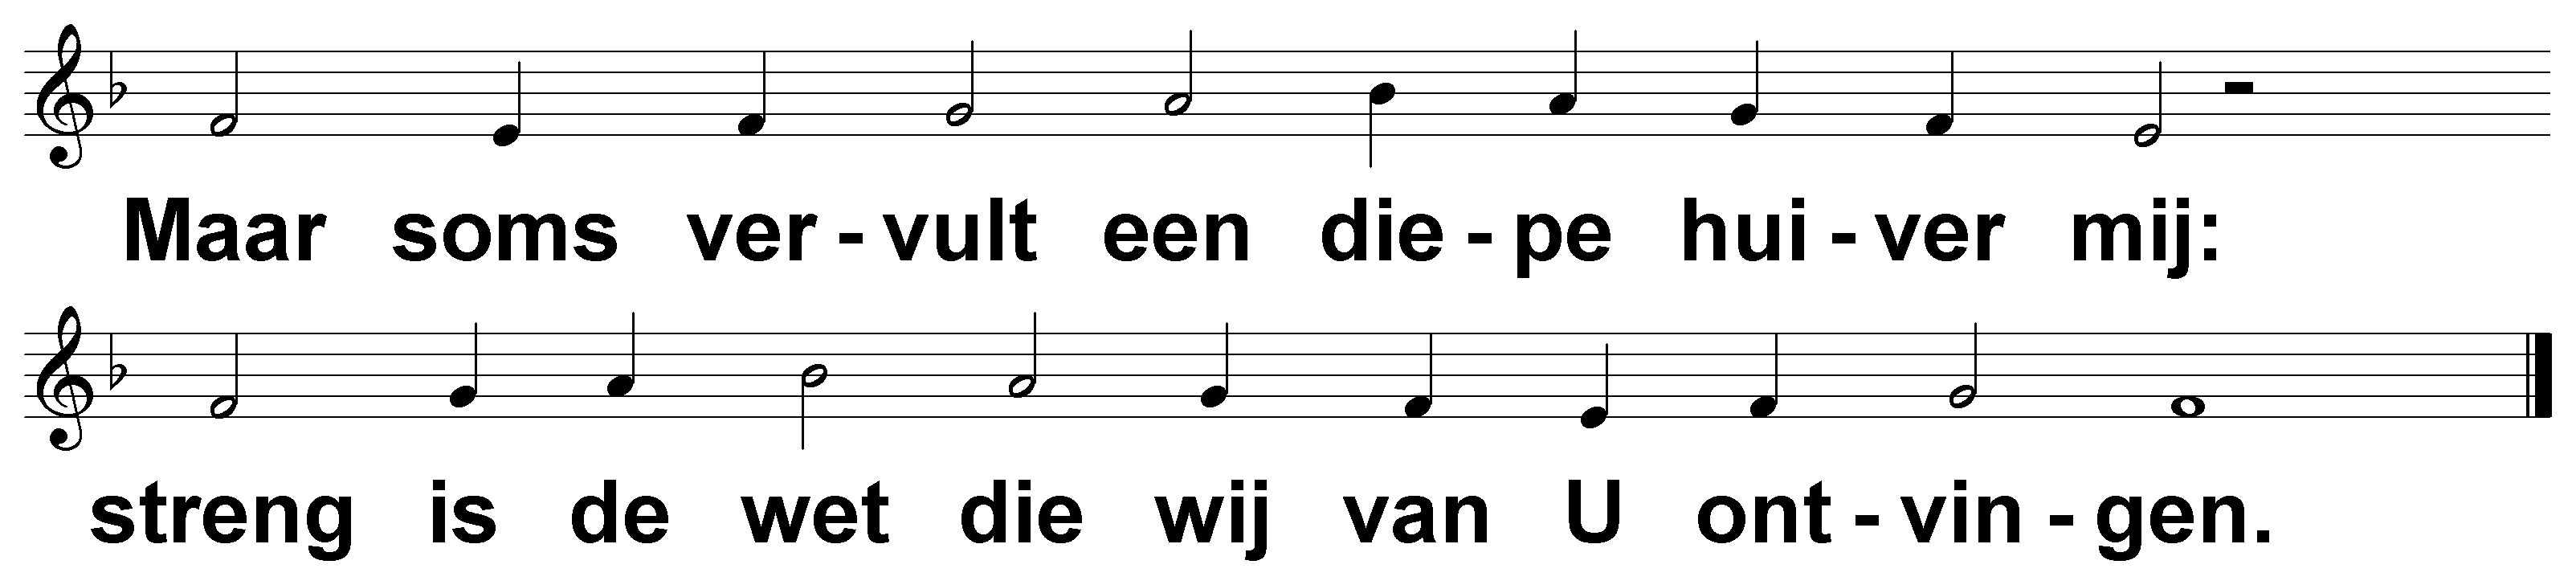 Maar soms ver - vult een die - pe hui - ver mij:
streng is de wet die wij van U ont - vin - gen.